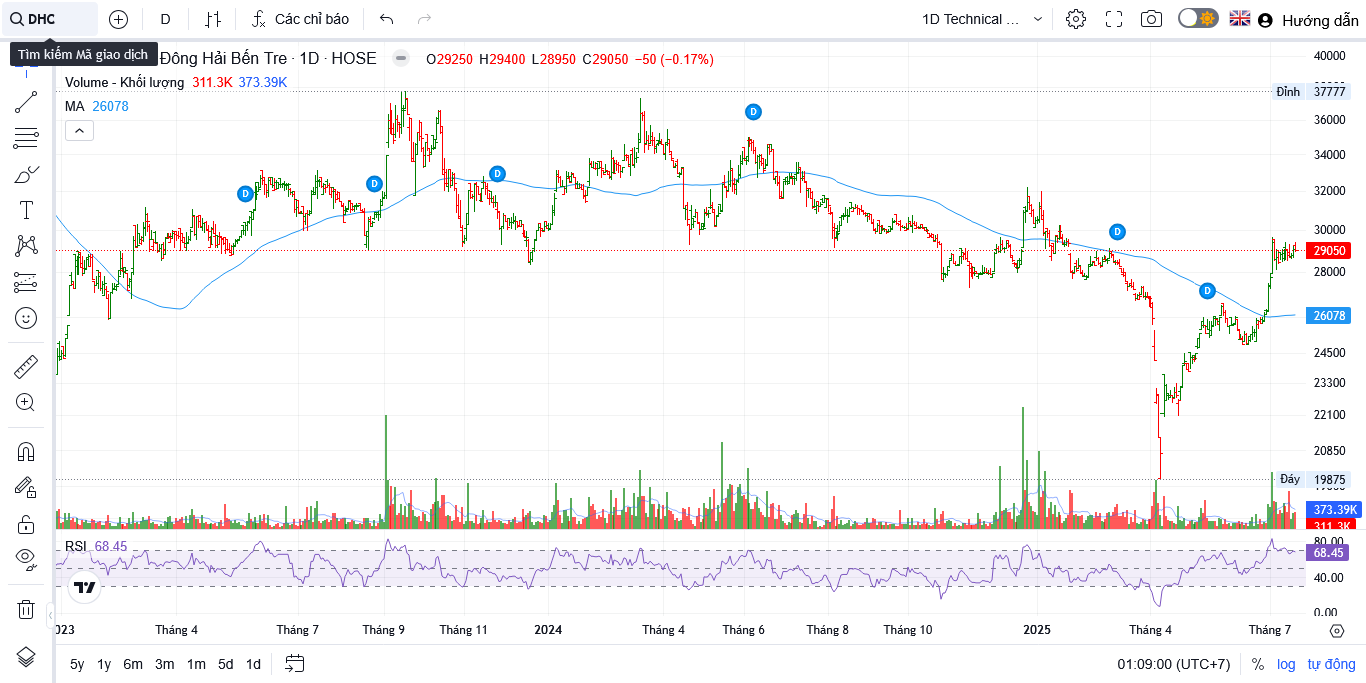 DHC
D
Các chỉ báo
1D Technical ...
Hướng dẫn
Tìm kiếm Mã giao dịch
Đông Hải Bến Tre · 1D · HOSE
O29250 H29400 L28950 C29050 −50 (−0.17%)
Volume - Khối lượng 311.3K 373.39K
MA 26078
40000
Đỉnh 37777
36000
34000
32000
30000
29050
28000
26078
24500
23300
22100
20850
Đáy 19875
373.39K
311.3K
RSI 68.45
80.00
68.45
40.00
0.00
D
D
D
D
D
D
2023
Tháng 4
Tháng 7
Tháng 9
Tháng 11
2024
Tháng 4
Tháng 6
Tháng 8
Tháng 10
2025
Tháng 4
Tháng 7
5y 1y 6m 3m 1m 5d 1d
01:09:00 (UTC+7)
% log tự động